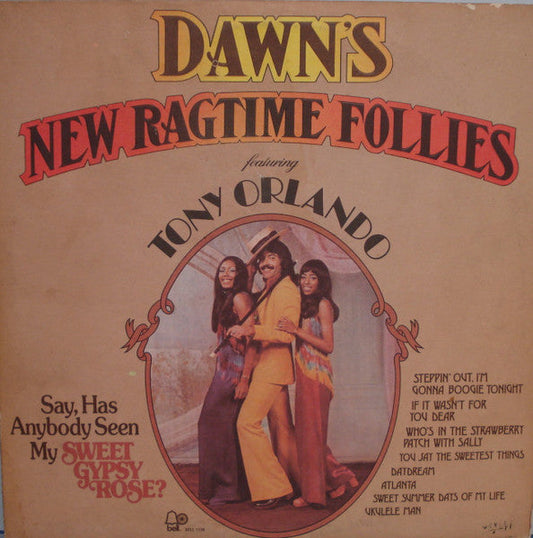 DAWN'S
NEW RAGTIME FOLLIES
featuring
TONY ORLANDO
Say, Has
Anybody Seen
My SWEET
GYPSY
ROSE?
STEPPIN' OUT, I'M
GONNA BOOGIE TONIGHT
IF IT WASN'T FOR
YOU DEAR
WHO'S IN THE STRAWBERRY
PATCH WITH SALLY
YOU SAY THE SWEETEST THINGS
DAYDREAM
ATLANTA
SWEET SUMMER DAYS OF MY LIFE
UKULELE MAN
bell
BELL